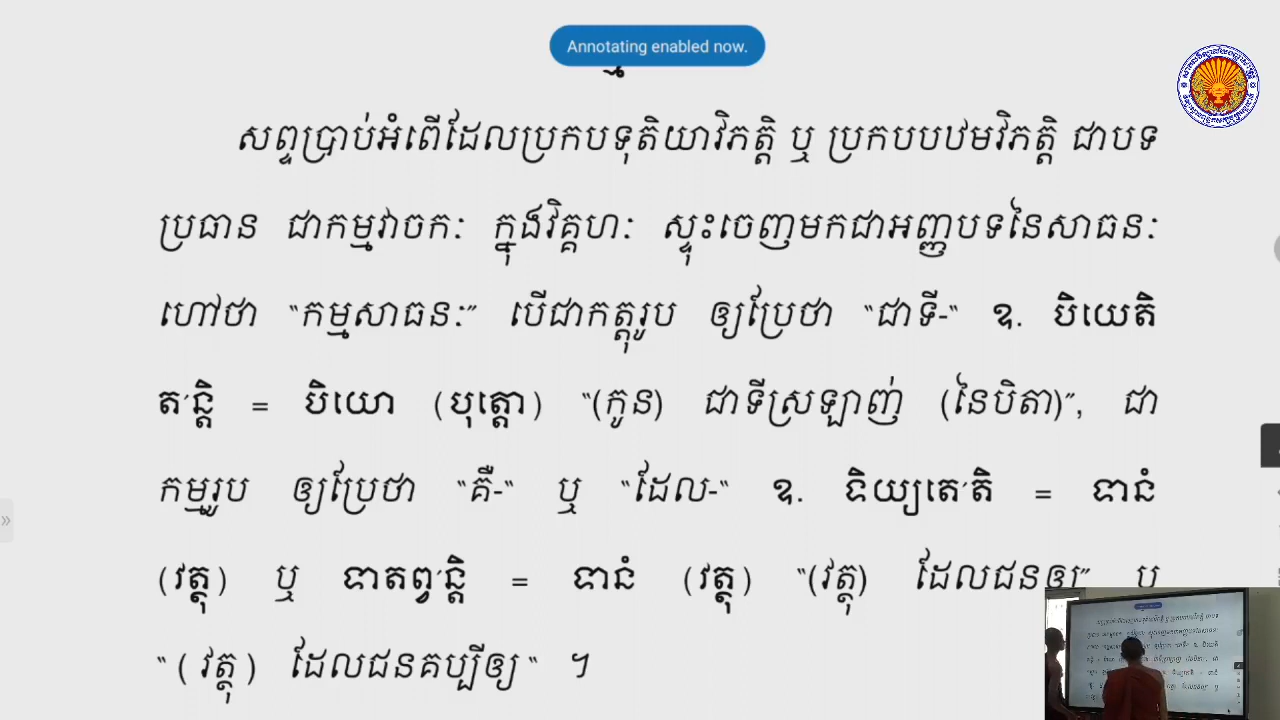 Annotating enabled now.
សព្ទប្រាប់អំពើដែលប្រកបទុតិយាវិភត្តិ ឬ ប្រកបបឋមវិភត្តិ ជាបទ
ប្រធាន ជាកម្មវាចកៈ ក្នុងវិគ្គហៈ ស្ទុះចេញមកជាអញ្ញបទនៃសាធនៈ
ហៅថា “កម្មសាធនៈ” បើជាកត្តុរូប ឲ្យប្រែថា “ជាទី-“ ឧ. បិយេតិ
ត´ន្តិ = បិយោ (បុត្តោ) “(កូន) ជាទីស្រឡាញ់ (នៃបិតា)”, ជា
កម្មរូប ឲ្យប្រែថា “គឺ-“ ឬ “ដែល-“ ឧ. ទិយ្យតេ´តិ = ទានំ
(វត្ថុ) ឬ ទាតព្វ´ន្តិ = ទានំ (វត្ថុ) “(វត្ថុ) ដែលជនឲ្យ” ឬ
“ ( វត្ថុ ) ដែលជនគប្បីឲ្យ “ ។